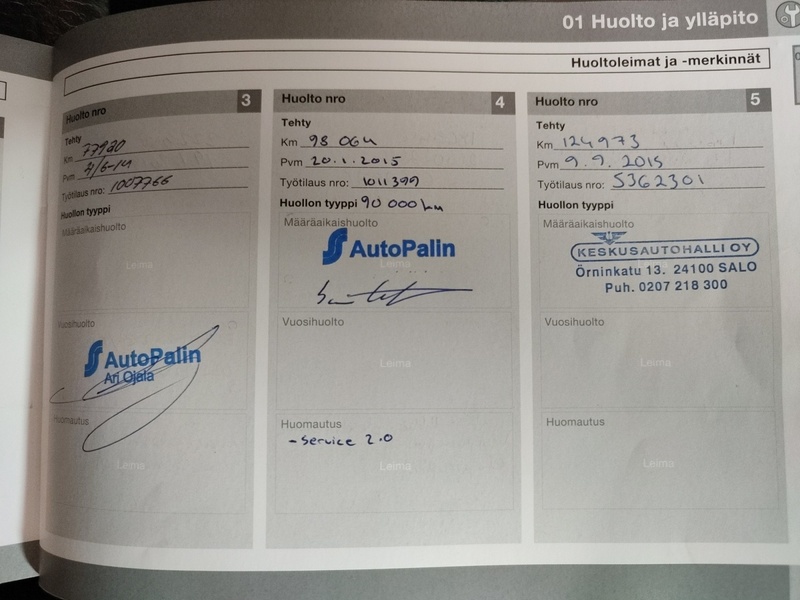 01 Huolto ja ylläpito
Huoltoleimat ja -merkinnät
Huolto nro 3
Tehty
Km 77920
Pvm 4/6-14
Työtilaus nro: 1007766
Huollon tyyppi
Määräaikaishuolto
Leima
Vuosihuolto
AutoPalin
Ari Ojala
Huomautus
Leima
Huolto nro 4
Tehty
Km 98 064
Pvm 20.1.2015
Työtilaus nro: 1011399
Huollon tyyppi 90 000 km
Määräaikaishuolto
AutoPalin
Leima
Vuosihuolto
Leima
Huomautus
- Service 2.0
Leima
Huolto nro 5
Tehty
Km 124973
Pvm 9.9. 2015
Työtilaus nro: 5362301
Huollon tyyppi
Määräaikaishuolto
KESKUSAUTOHALLI OY
Örninkatu 13. 24100 SALO
Puh. 0207 218 300
Vuosihuolto
Leima
Huomautus
Leima